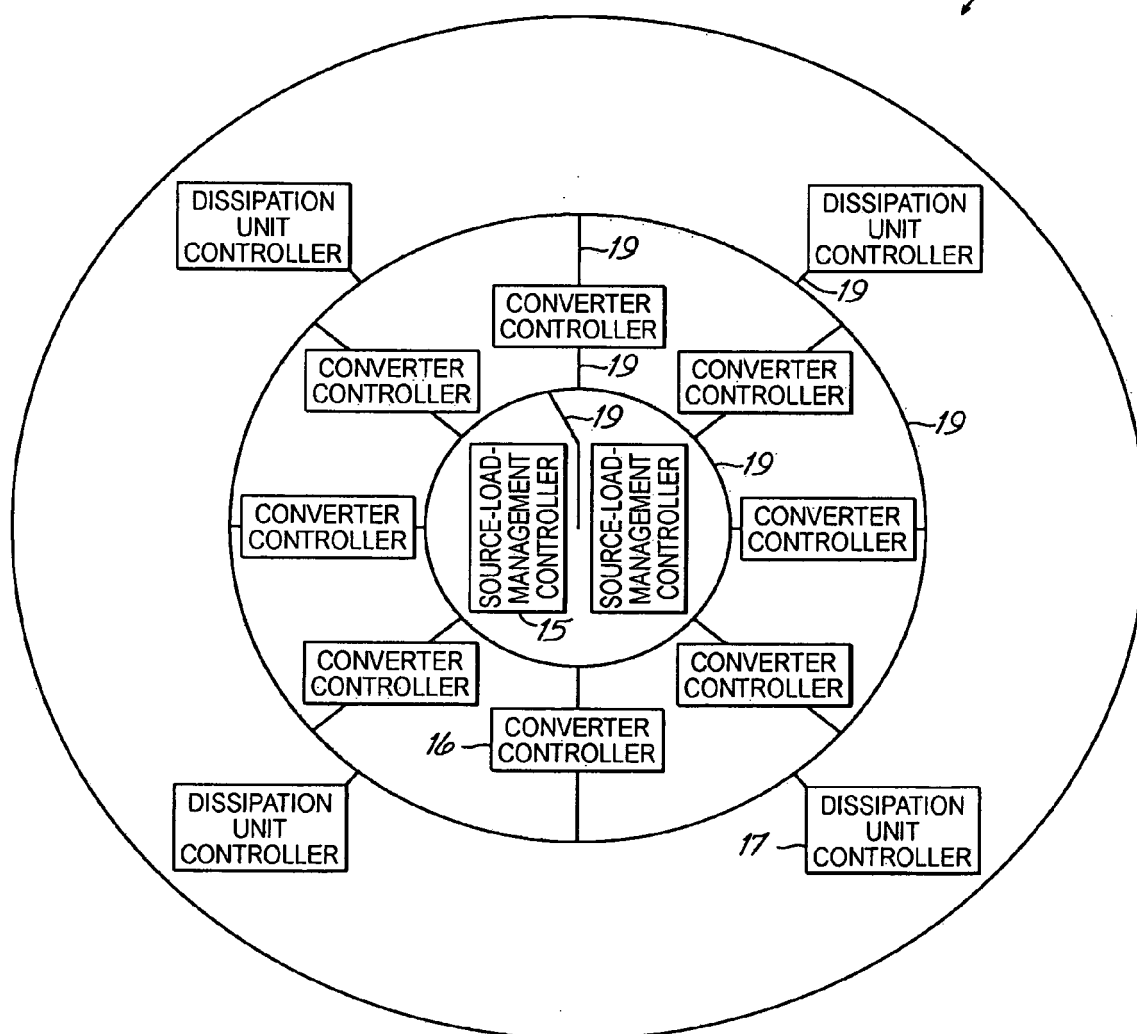 DISSIPATION
UNIT
CONTROLLER
DISSIPATION
UNIT
CONTROLLER
19
19
CONVERTER
CONTROLLER
19
CONVERTER
CONTROLLER
CONVERTER
CONTROLLER
19
19
19
SOURCE-LOAD-
MANAGEMENT
CONTROLLER
SOURCE-LOAD-
MANAGEMENT
CONTROLLER
CONVERTER
CONTROLLER
CONVERTER
CONTROLLER
15
CONVERTER
CONTROLLER
CONVERTER
CONTROLLER
16
CONVERTER
CONTROLLER
DISSIPATION
UNIT
CONTROLLER
17
DISSIPATION
UNIT
CONTROLLER